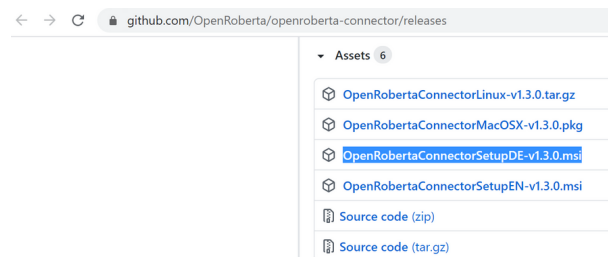 github.com/OpenRoberta/openroberta-connector/releases
Assets 6
OpenRobertaConnectorLinux-v1.3.0.tar.gz
OpenRobertaConnectorMacOSX-v1.3.0.pkg
OpenRobertaConnectorSetupDE-v1.3.0.msi
OpenRobertaConnectorSetupEN-v1.3.0.msi
Source code (zip)
Source code (tar.gz)